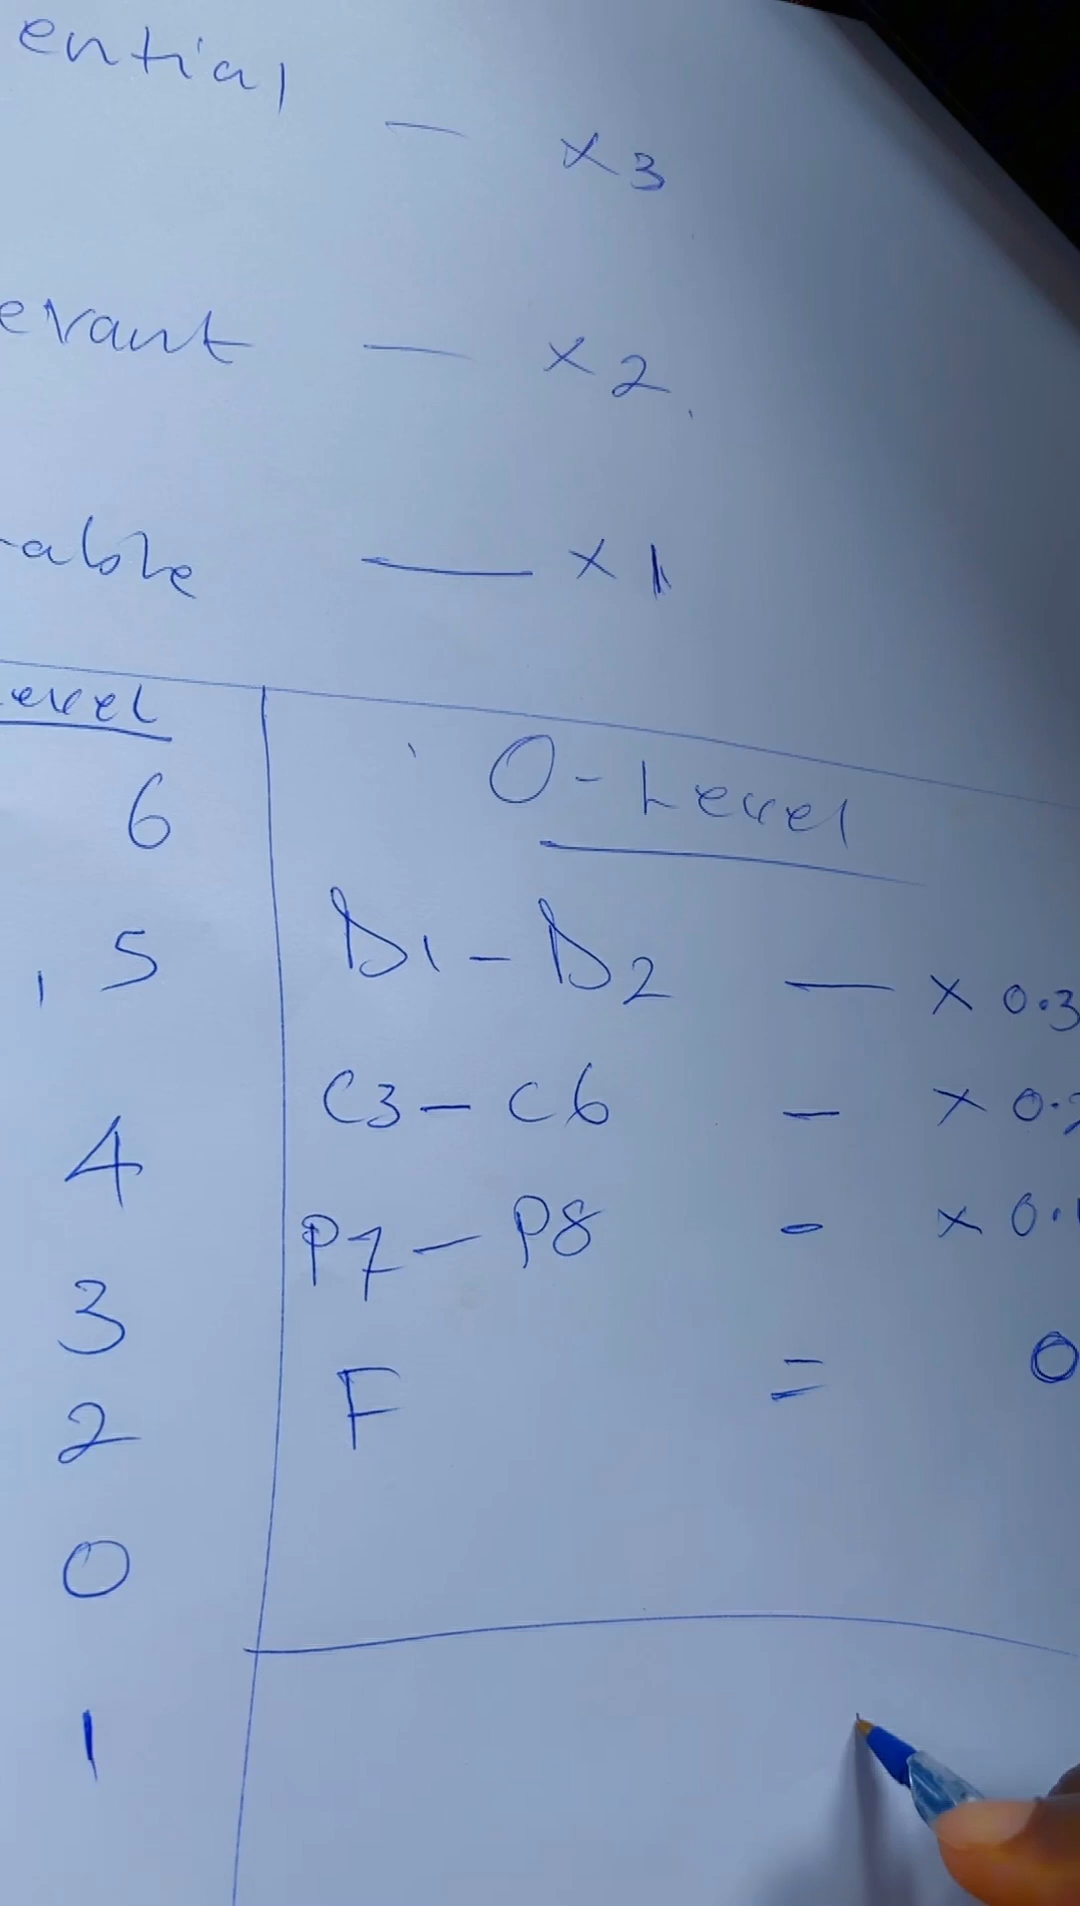 ential — x3
evant — x2.
able — x1
evel
6
, 5
4
3
2
0
1
O-Level
D1 - D2 — x 0.3
C3 - C6 — x 0.
P7 - P8 - x 0.
F = 0